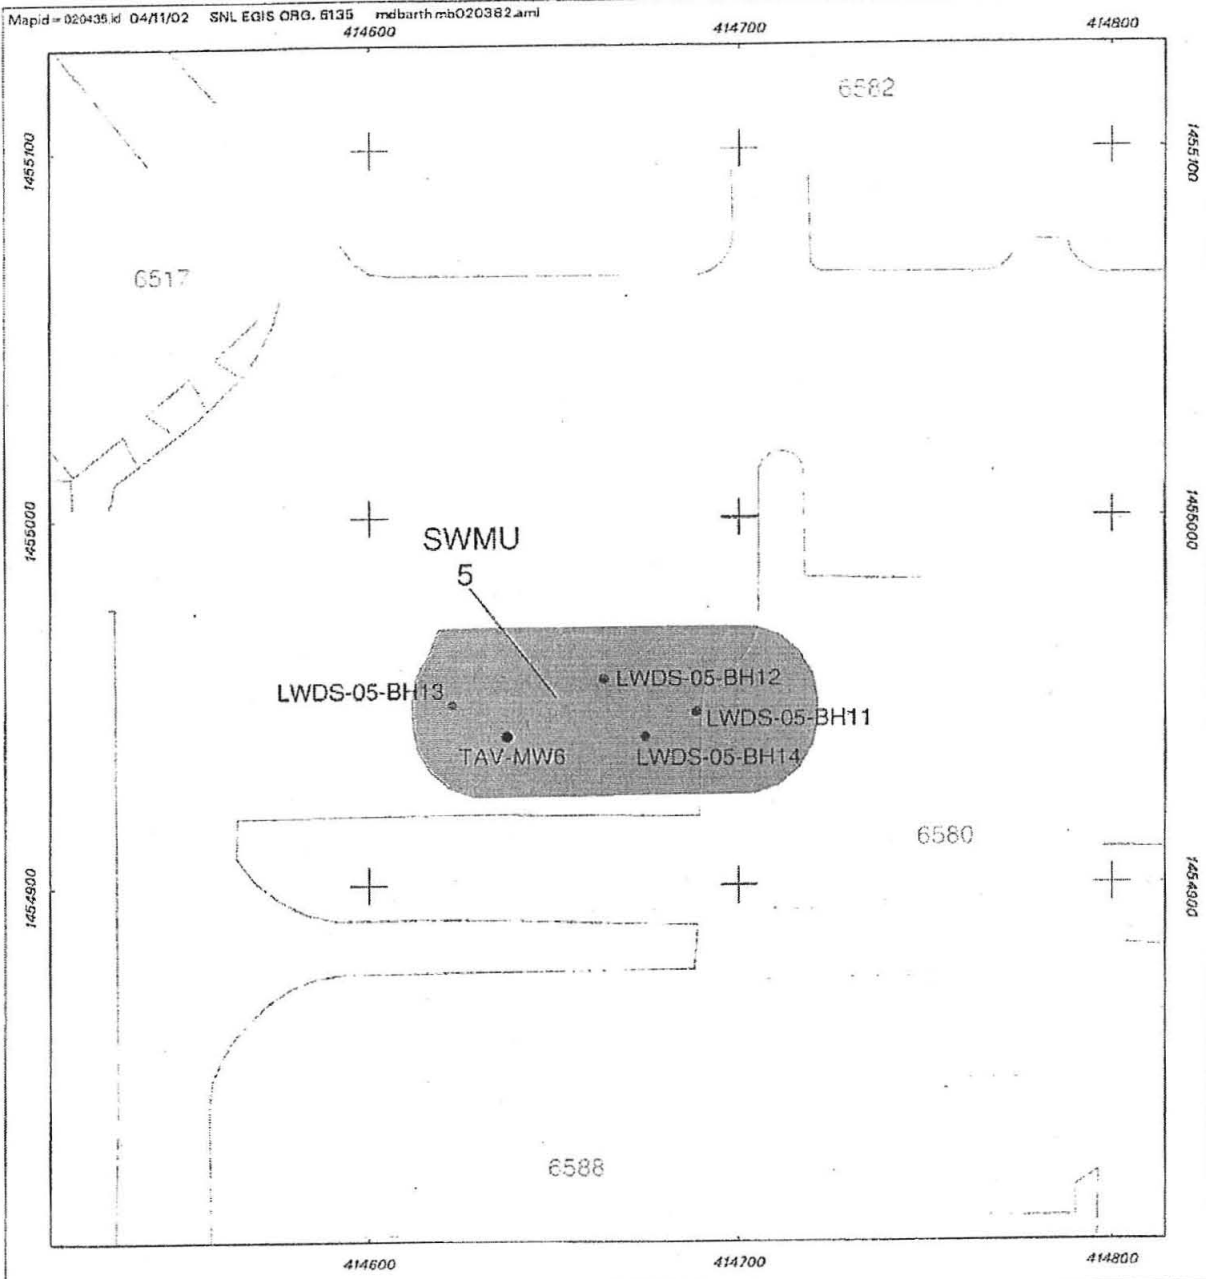 Mapid = 020435.id 04/11/02 SNL EGIS ORG. 6135 mdbarth mb020382.aml
414600 414700 414800
6582
1455100 1455100
6517
1455000 1455000
SWMU
5
LWDS-05-BH12
LWDS-05-BH13
LWDS-05-BH11
TAV-MW6 LWDS-05-BH14
6580
1454900 1454900
6588
414600 414700 414800